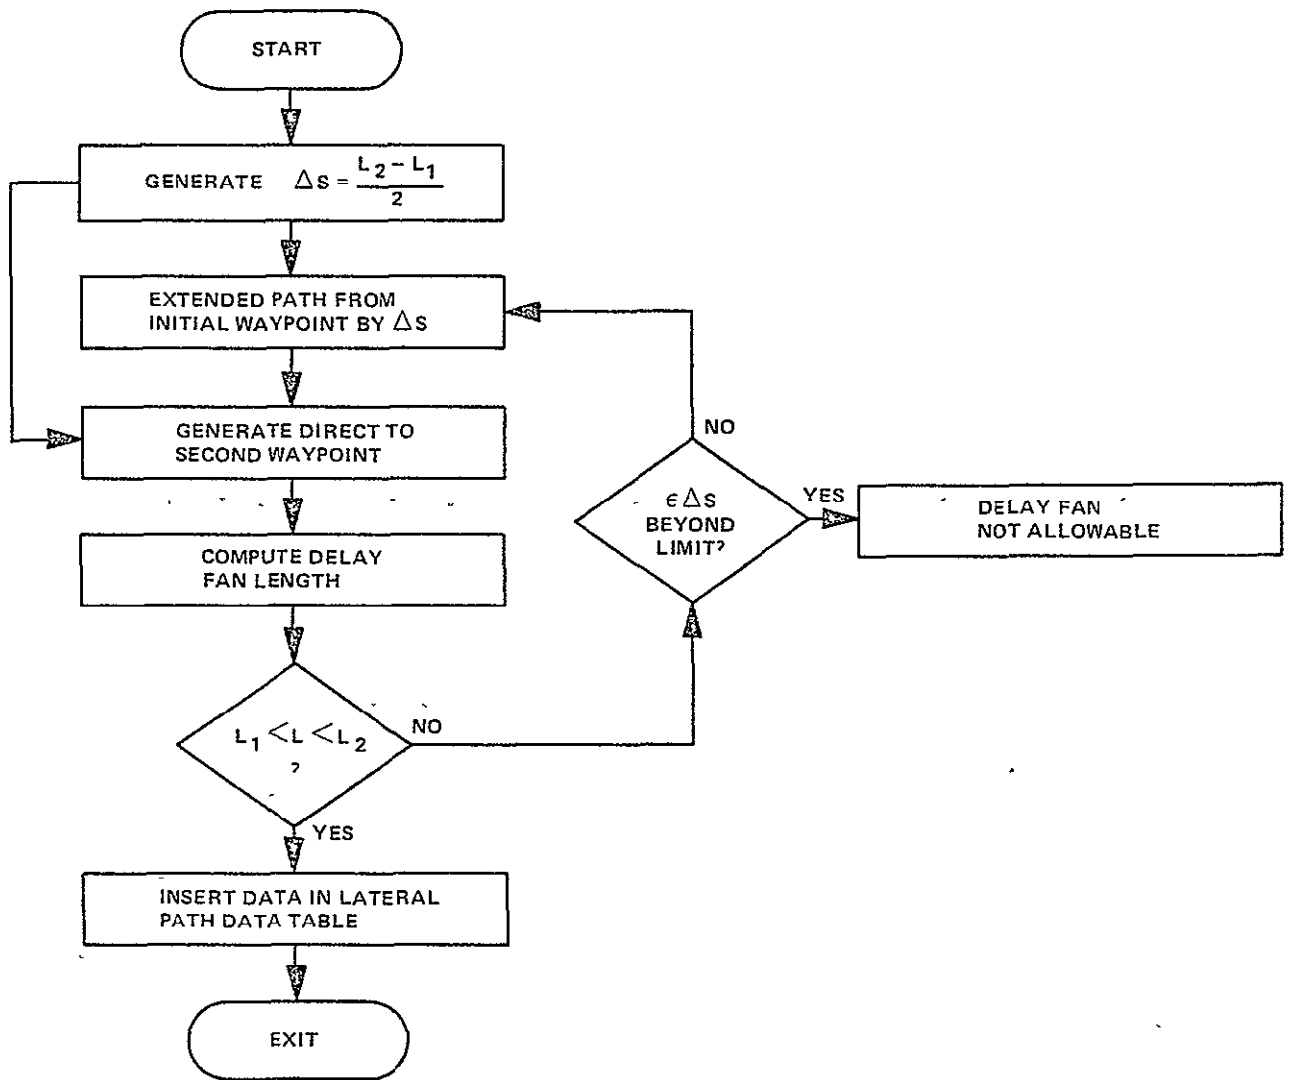 START
GENERATE ΔS = L2 – L1 / 2
EXTENDED PATH FROM
INITIAL WAYPOINT BY ΔS
GENERATE DIRECT TO
SECOND WAYPOINT
COMPUTE DELAY
FAN LENGTH
L1 < L < L2
?
NO
YES
INSERT DATA IN LATERAL
PATH DATA TABLE
EXIT
NO
ϵΔS
BEYOND
LIMIT?
YES
DELAY FAN
NOT ALLOWABLE